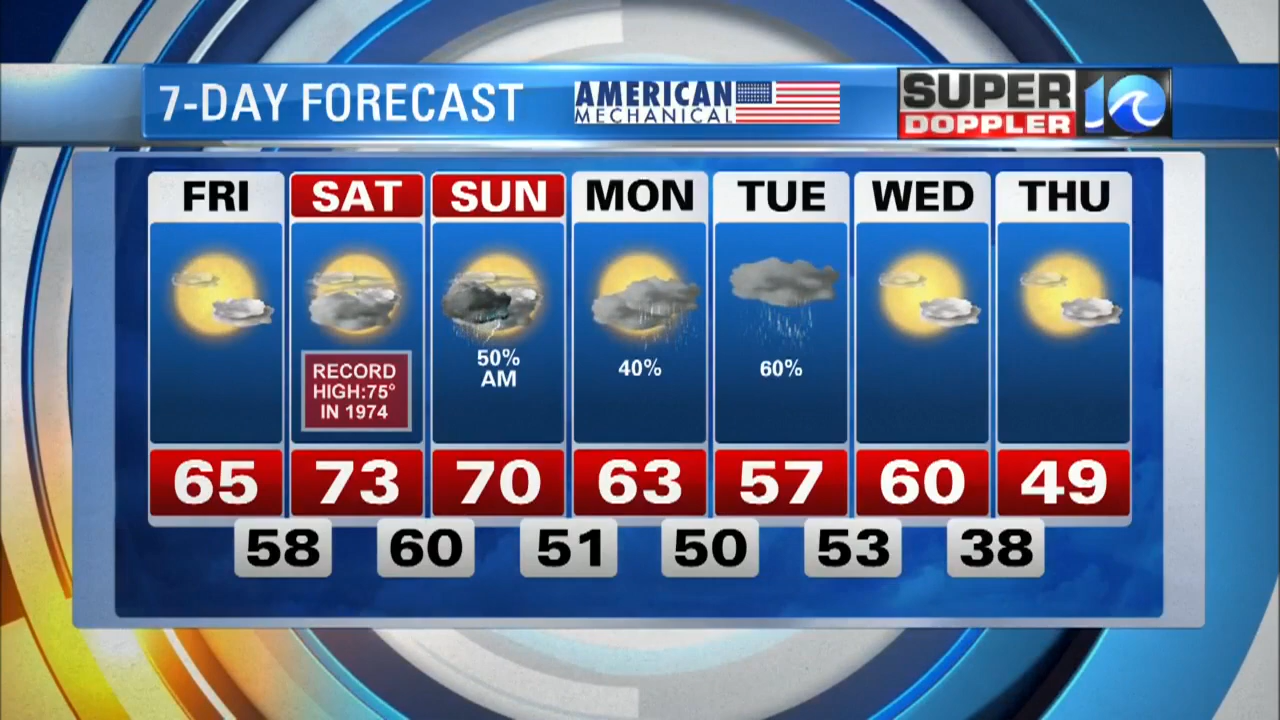 7-DAY FORECAST
AMERICAN
MECHANICAL
SUPER
DOPPLER
10
FRI
SAT
SUN
MON
TUE
WED
THU
RECORD
HIGH:75°
IN 1974
50%
AM
40%
60%
65
73
70
63
57
60
49
58
60
51
50
53
38